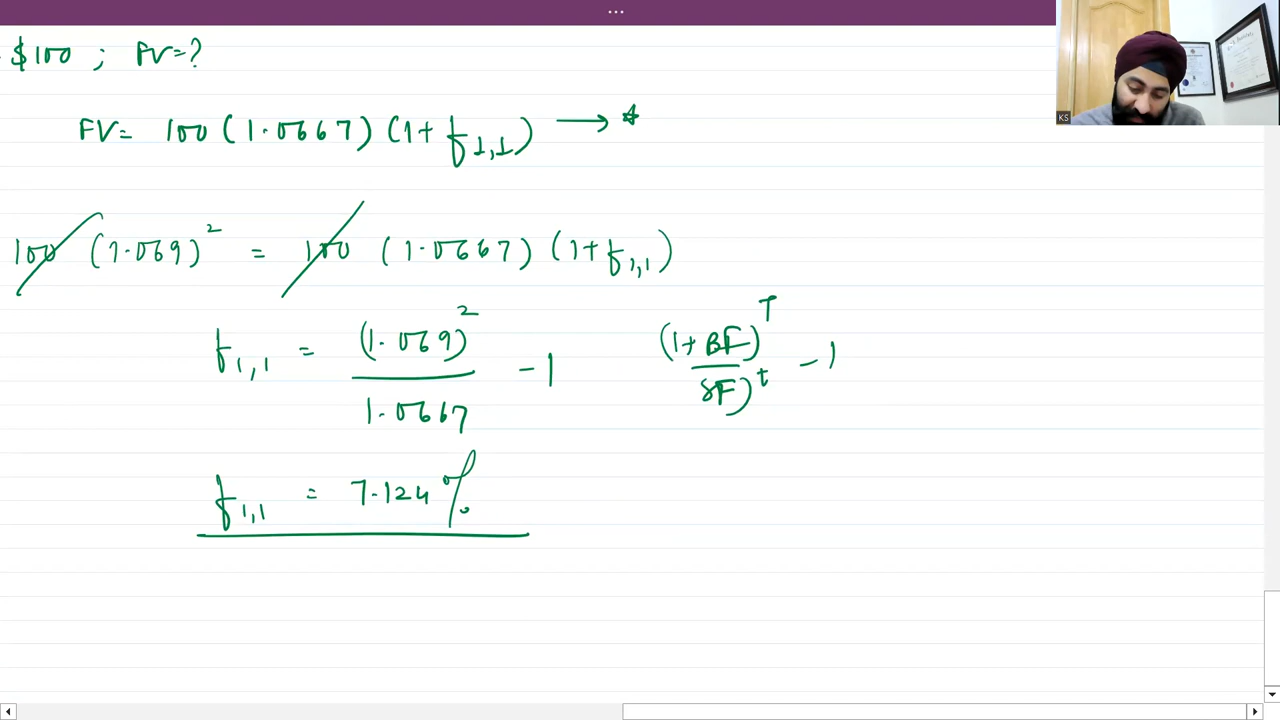 $100 ; FV=?
FV= 100(1.0667)(1+f1,1) → *
100 (1.069)² = 100 (1.0667) (1+f1,1)
f1,1 = (1.069)² / 1.0667 - 1
(1+BF)^T / SF)^t - 1
f1,1 = 7.124%
KS